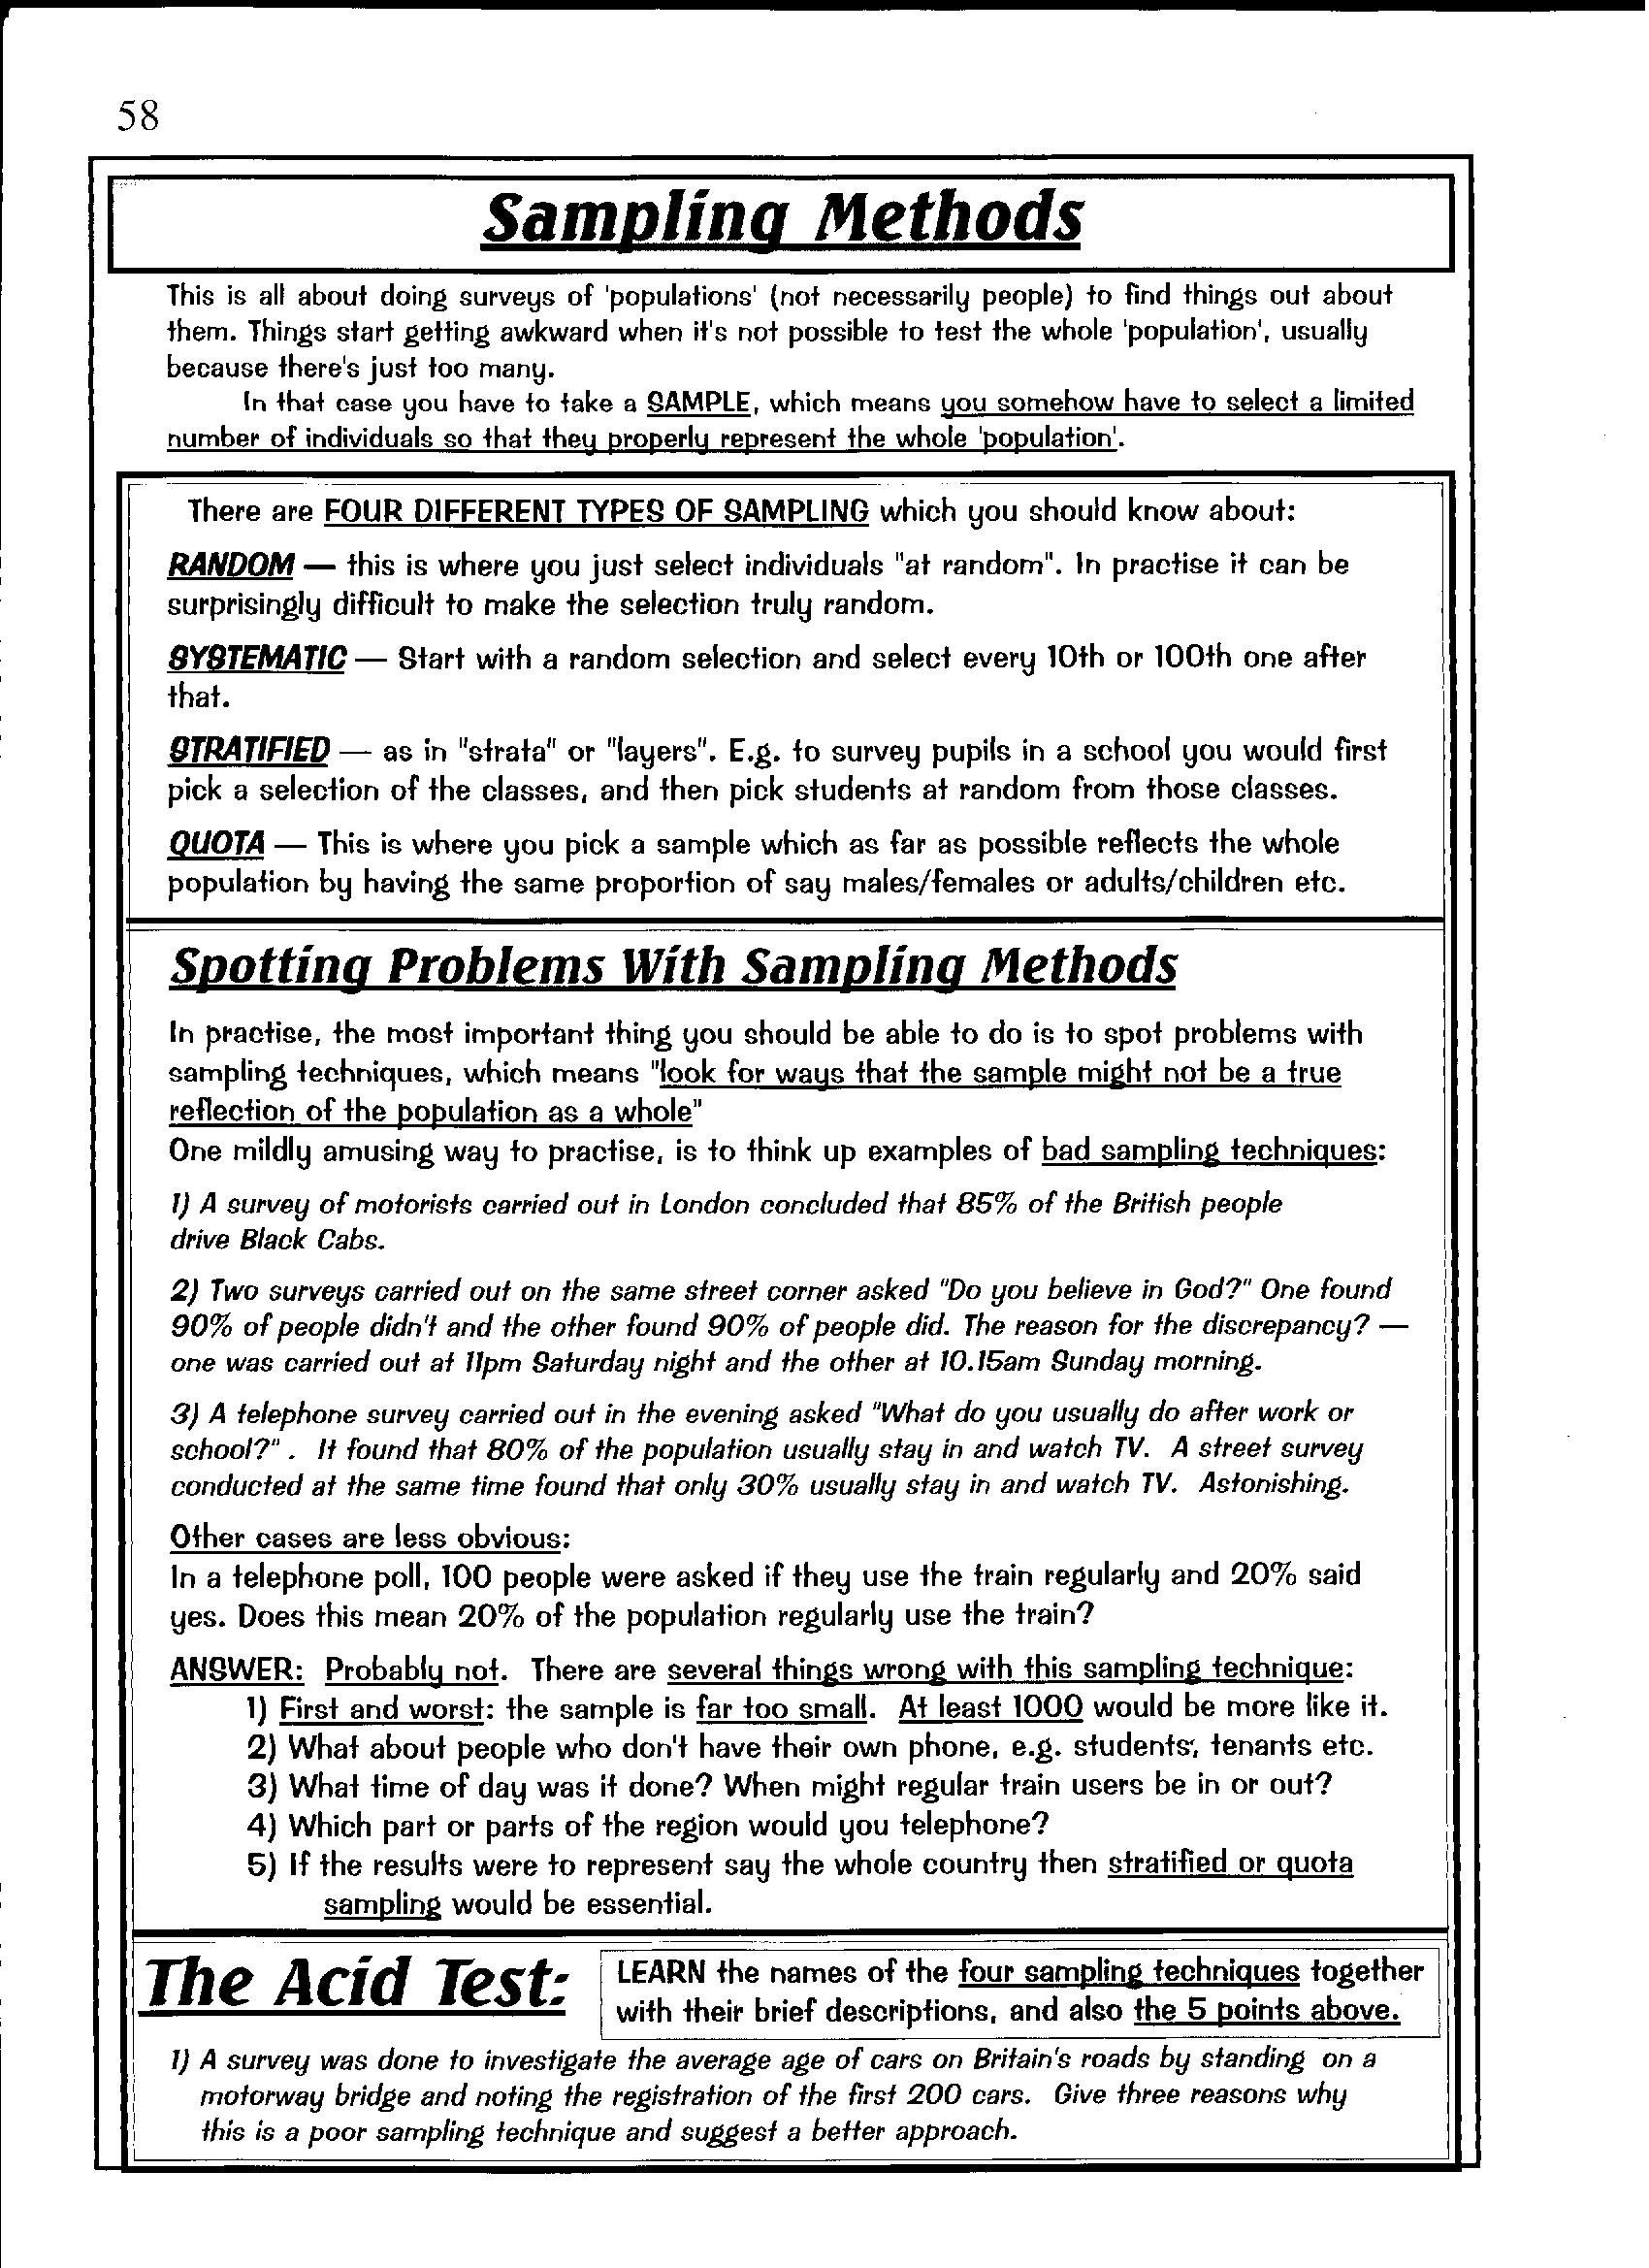 58
Sampling Methods
This is all about doing surveys of 'populations' (not necessarily people) to find things out about
them. Things start getting awkward when it's not possible to test the whole 'population', usually
because there's just too many.
In that case you have to take a SAMPLE, which means you somehow have to select a limited
number of individuals so that they properly represent the whole 'population'.
There are FOUR DIFFERENT TYPES OF SAMPLING which you should know about:
RANDOM — this is where you just select individuals "at random". In practise it can be
surprisingly difficult to make the selection truly random.
SYSTEMATIC — Start with a random selection and select every 10th or 100th one after
that.
STRATIFIED — as in "strata" or "layers". E.g. to survey pupils in a school you would first
pick a selection of the classes, and then pick students at random from those classes.
QUOTA — This is where you pick a sample which as far as possible reflects the whole
population by having the same proportion of say males/females or adults/children etc.
Spotting Problems With Sampling Methods
In practise, the most important thing you should be able to do is to spot problems with
sampling techniques, which means "look for ways that the sample might not be a true
reflection of the population as a whole"
One mildly amusing way to practise, is to think up examples of bad sampling techniques:
1) A survey of motorists carried out in London concluded that 85% of the British people
drive Black Cabs.
2) Two surveys carried out on the same street corner asked "Do you believe in God?" One found
90% of people didn't and the other found 90% of people did. The reason for the discrepancy? —
one was carried out at 11pm Saturday night and the other at 10.15am Sunday morning.
3) A telephone survey carried out in the evening asked "What do you usually do after work or
school?" . It found that 80% of the population usually stay in and watch TV. A street survey
conducted at the same time found that only 30% usually stay in and watch TV. Astonishing.
Other cases are less obvious:
In a telephone poll, 100 people were asked if they use the train regularly and 20% said
yes. Does this mean 20% of the population regularly use the train?
ANSWER: Probably not. There are several things wrong with this sampling technique:
1) First and worst: the sample is far too small. At least 1000 would be more like it.
2) What about people who don't have their own phone, e.g. students, tenants etc.
3) What time of day was it done? When might regular train users be in or out?
4) Which part or parts of the region would you telephone?
5) If the results were to represent say the whole country then stratified or quota
sampling would be essential.
The Acid Test:
LEARN the names of the four sampling techniques together
with their brief descriptions, and also the 5 points above.
1) A survey was done to investigate the average age of cars on Britain's roads by standing on a
motorway bridge and noting the registration of the first 200 cars. Give three reasons why
this is a poor sampling technique and suggest a better approach.